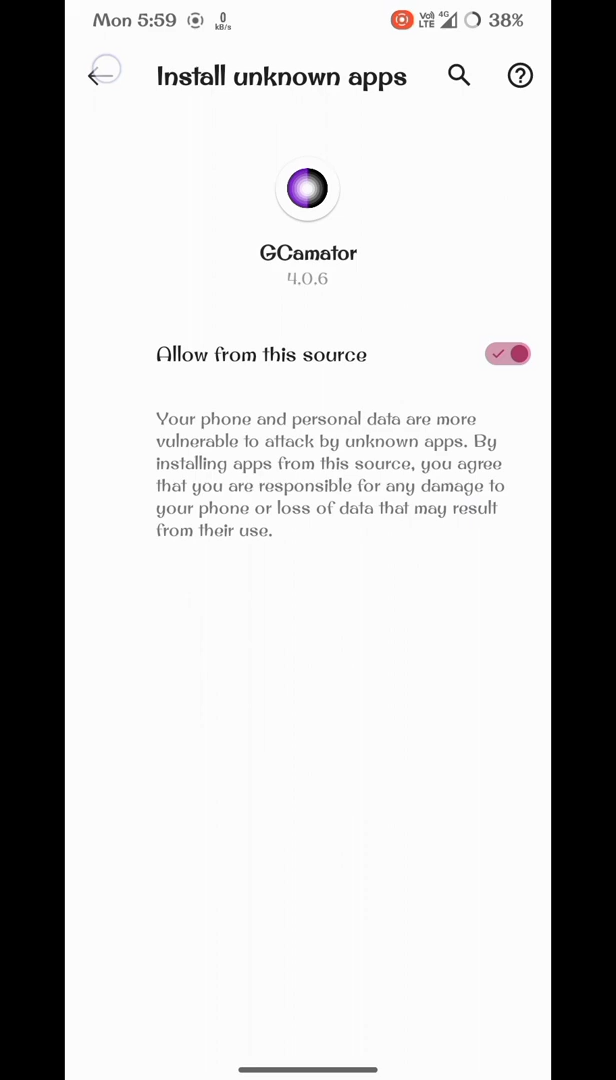 Mon 5:59 0 kB/s VoD LTE 4G 38%
Install unknown apps
GCamator
4.0.6
Allow from this source
Your phone and personal data are more
vulnerable to attack by unknown apps. By
installing apps from this source, you agree
that you are responsible for any damage to
your phone or loss of data that may result
from their use.